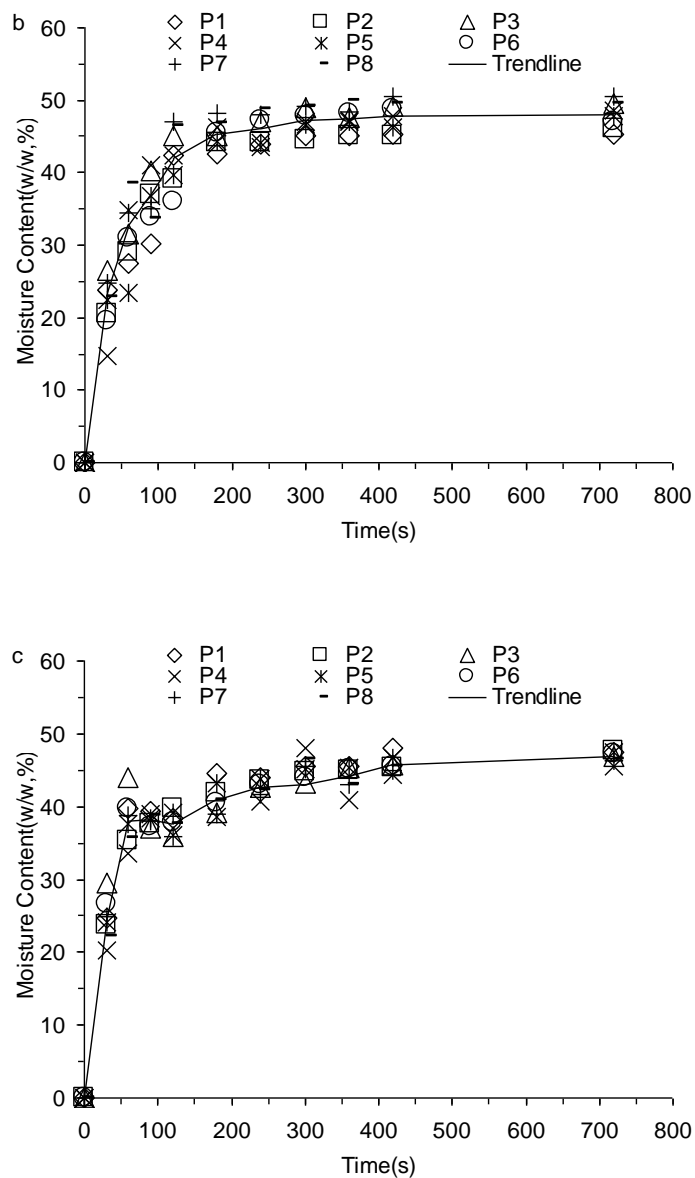 b
P1 P2 P3
P4 P5 P6
P7 P8 Trendline
60
50
40
30
20
10
0
Moisture Content(w/w,%)
0 100 200 300 400 500 600 700 800
Time(s)
c
P1 P2 P3
P4 P5 P6
P7 P8 Trendline
60
50
40
30
20
10
0
Moisture Content(w/w,%)
0 100 200 300 400 500 600 700 800
Time(s)